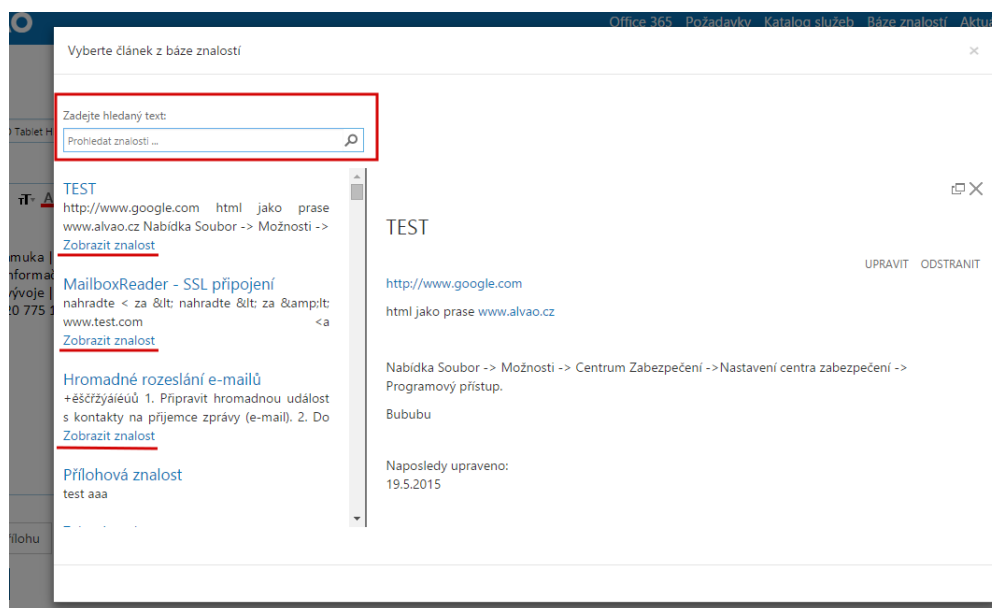 O
Office 365 Požadavky Katalog služeb Báze znalostí
Vyberte článek z báze znalostí
Zadejte hledaný text:
Tablet H
Prohledat znalosti ...
TEST
http://www.google.com html jako prase
www.alvao.cz Nabídka Soubor -> Možnosti ->
Zobrazit znalost
MailboxReader - SSL připojení
nahradte < za &lt; nahradte &lt; za &amp;lt;
www.test.com <a
Zobrazit znalost
Hromadné rozeslání e-mailů
+ěščřžýáíéúů 1. Připravit hromadnou událost
s kontakty na příjemce zprávy (e-mail). 2. Do
Zobrazit znalost
Přílohová znalost
test aaa
TEST
UPRAVIT ODSTRANIT
http://www.google.com
html jako prase www.alvao.cz
Nabídka Soubor -> Možnosti -> Centrum Zabezpečení ->Nastavení centra zabezpečení ->
Programový přístup.
Bububu
Naposledy upraveno:
19.5.2015
muka |
nformač
vývoje |
20 775 1
řílohu